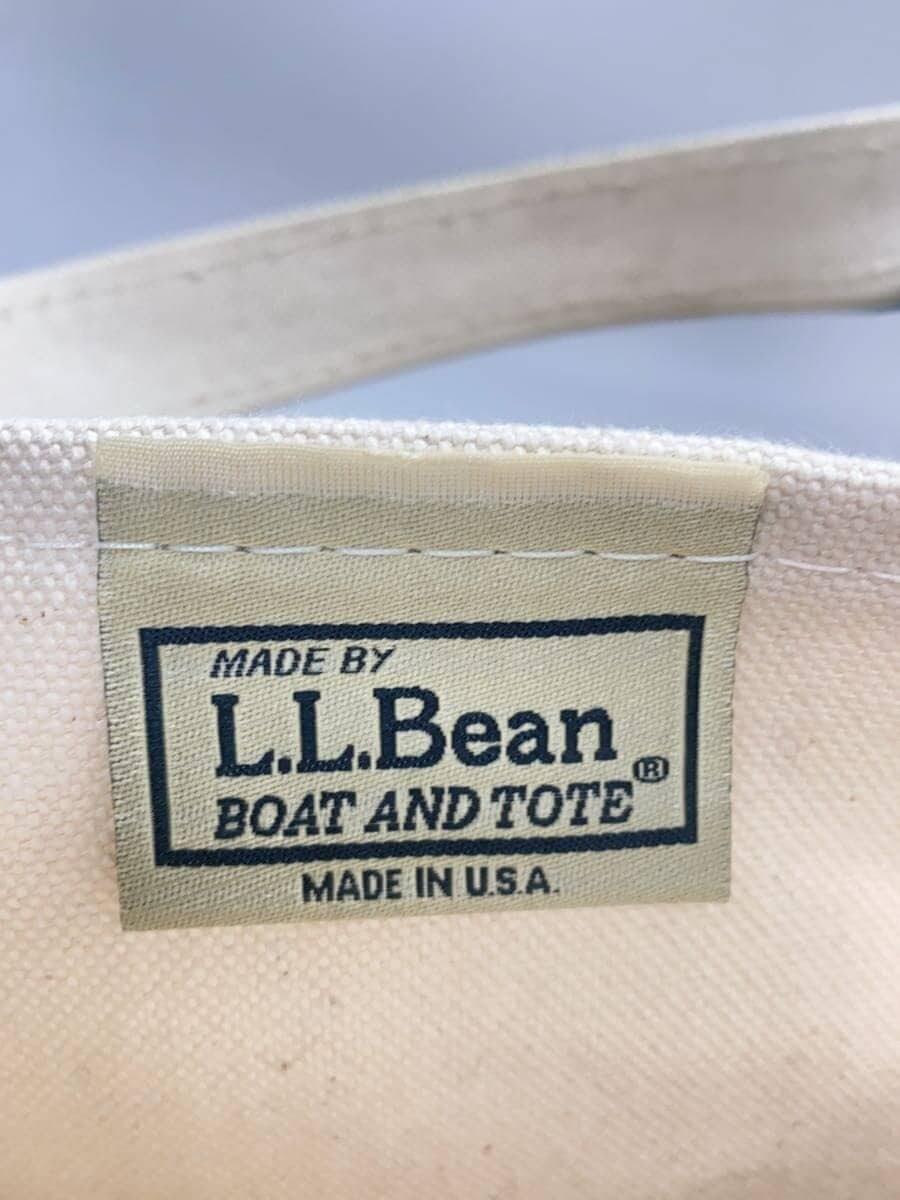 MADE BY
L.L.Bean
BOAT AND TOTE®
MADE IN U.S.A.